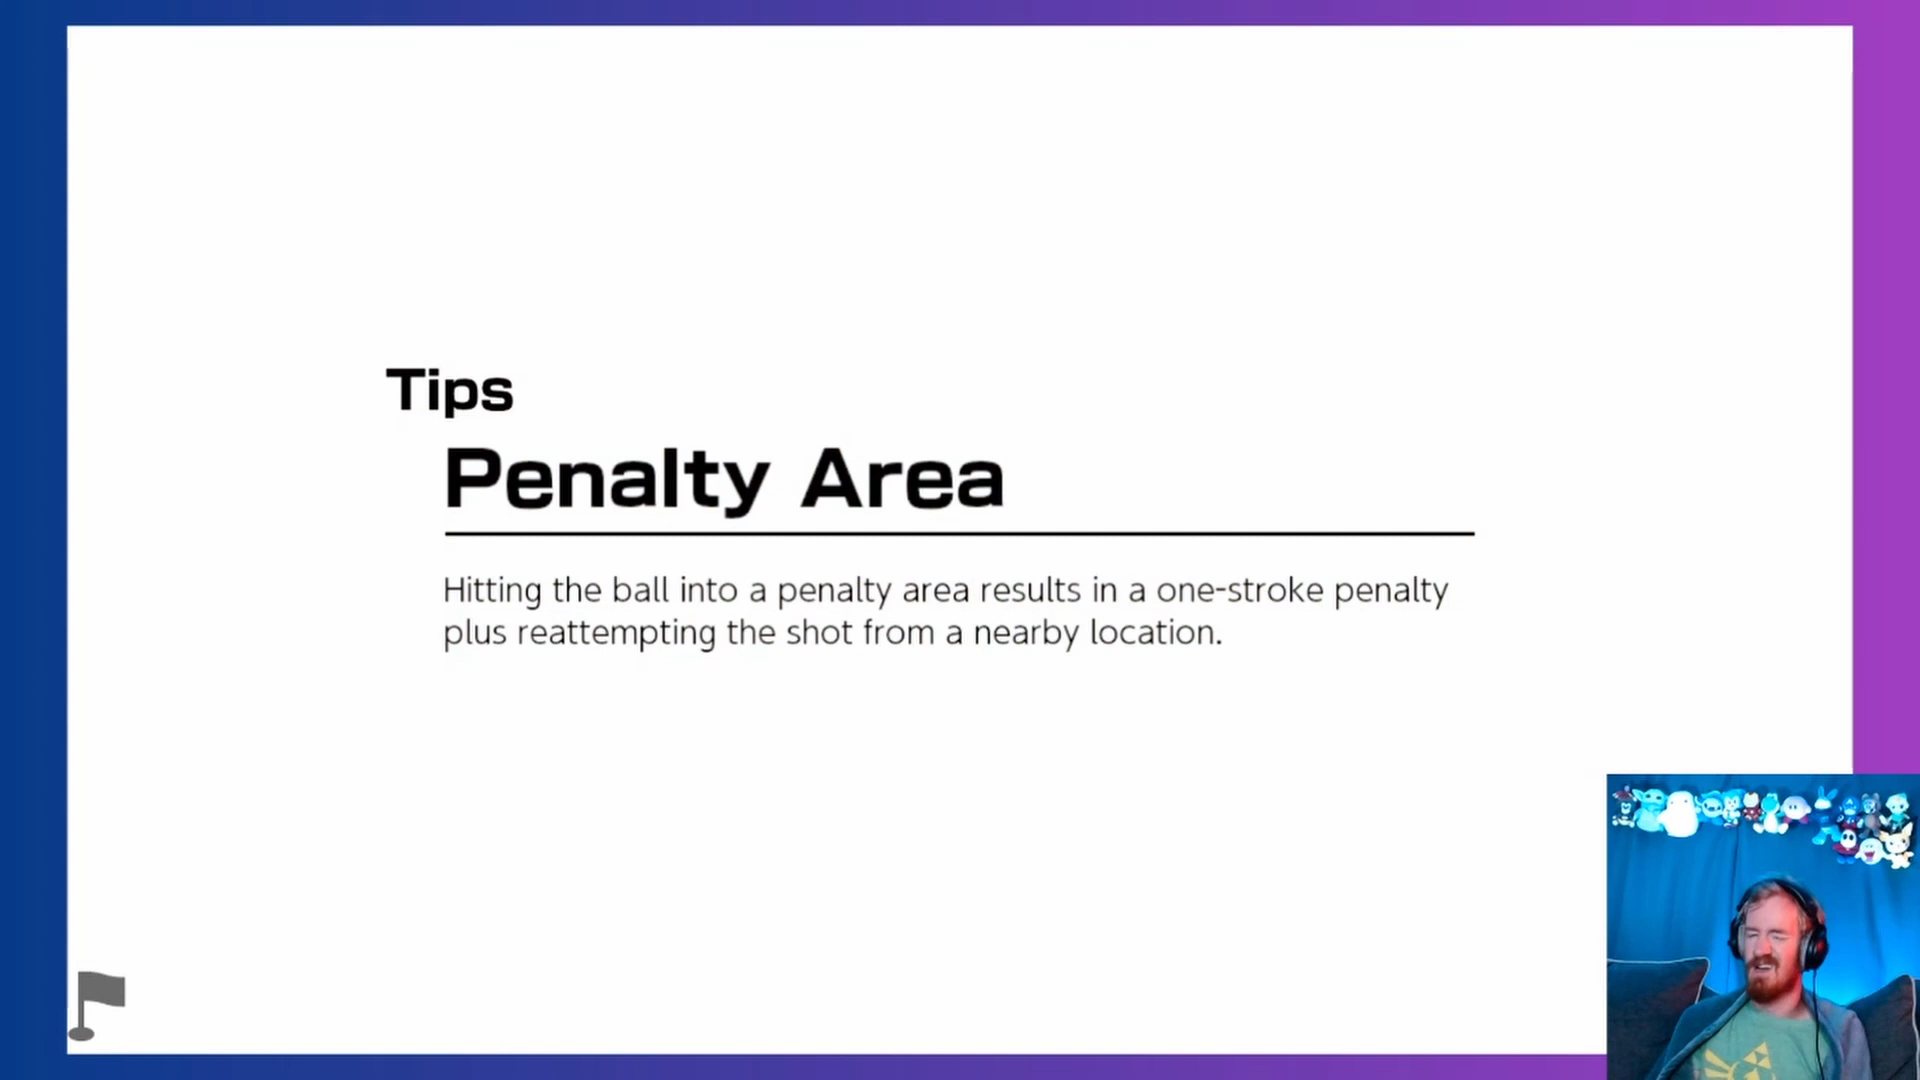 Tips
Penalty Area
Hitting the ball into a penalty area results in a one-stroke penalty
plus reattempting the shot from a nearby location.